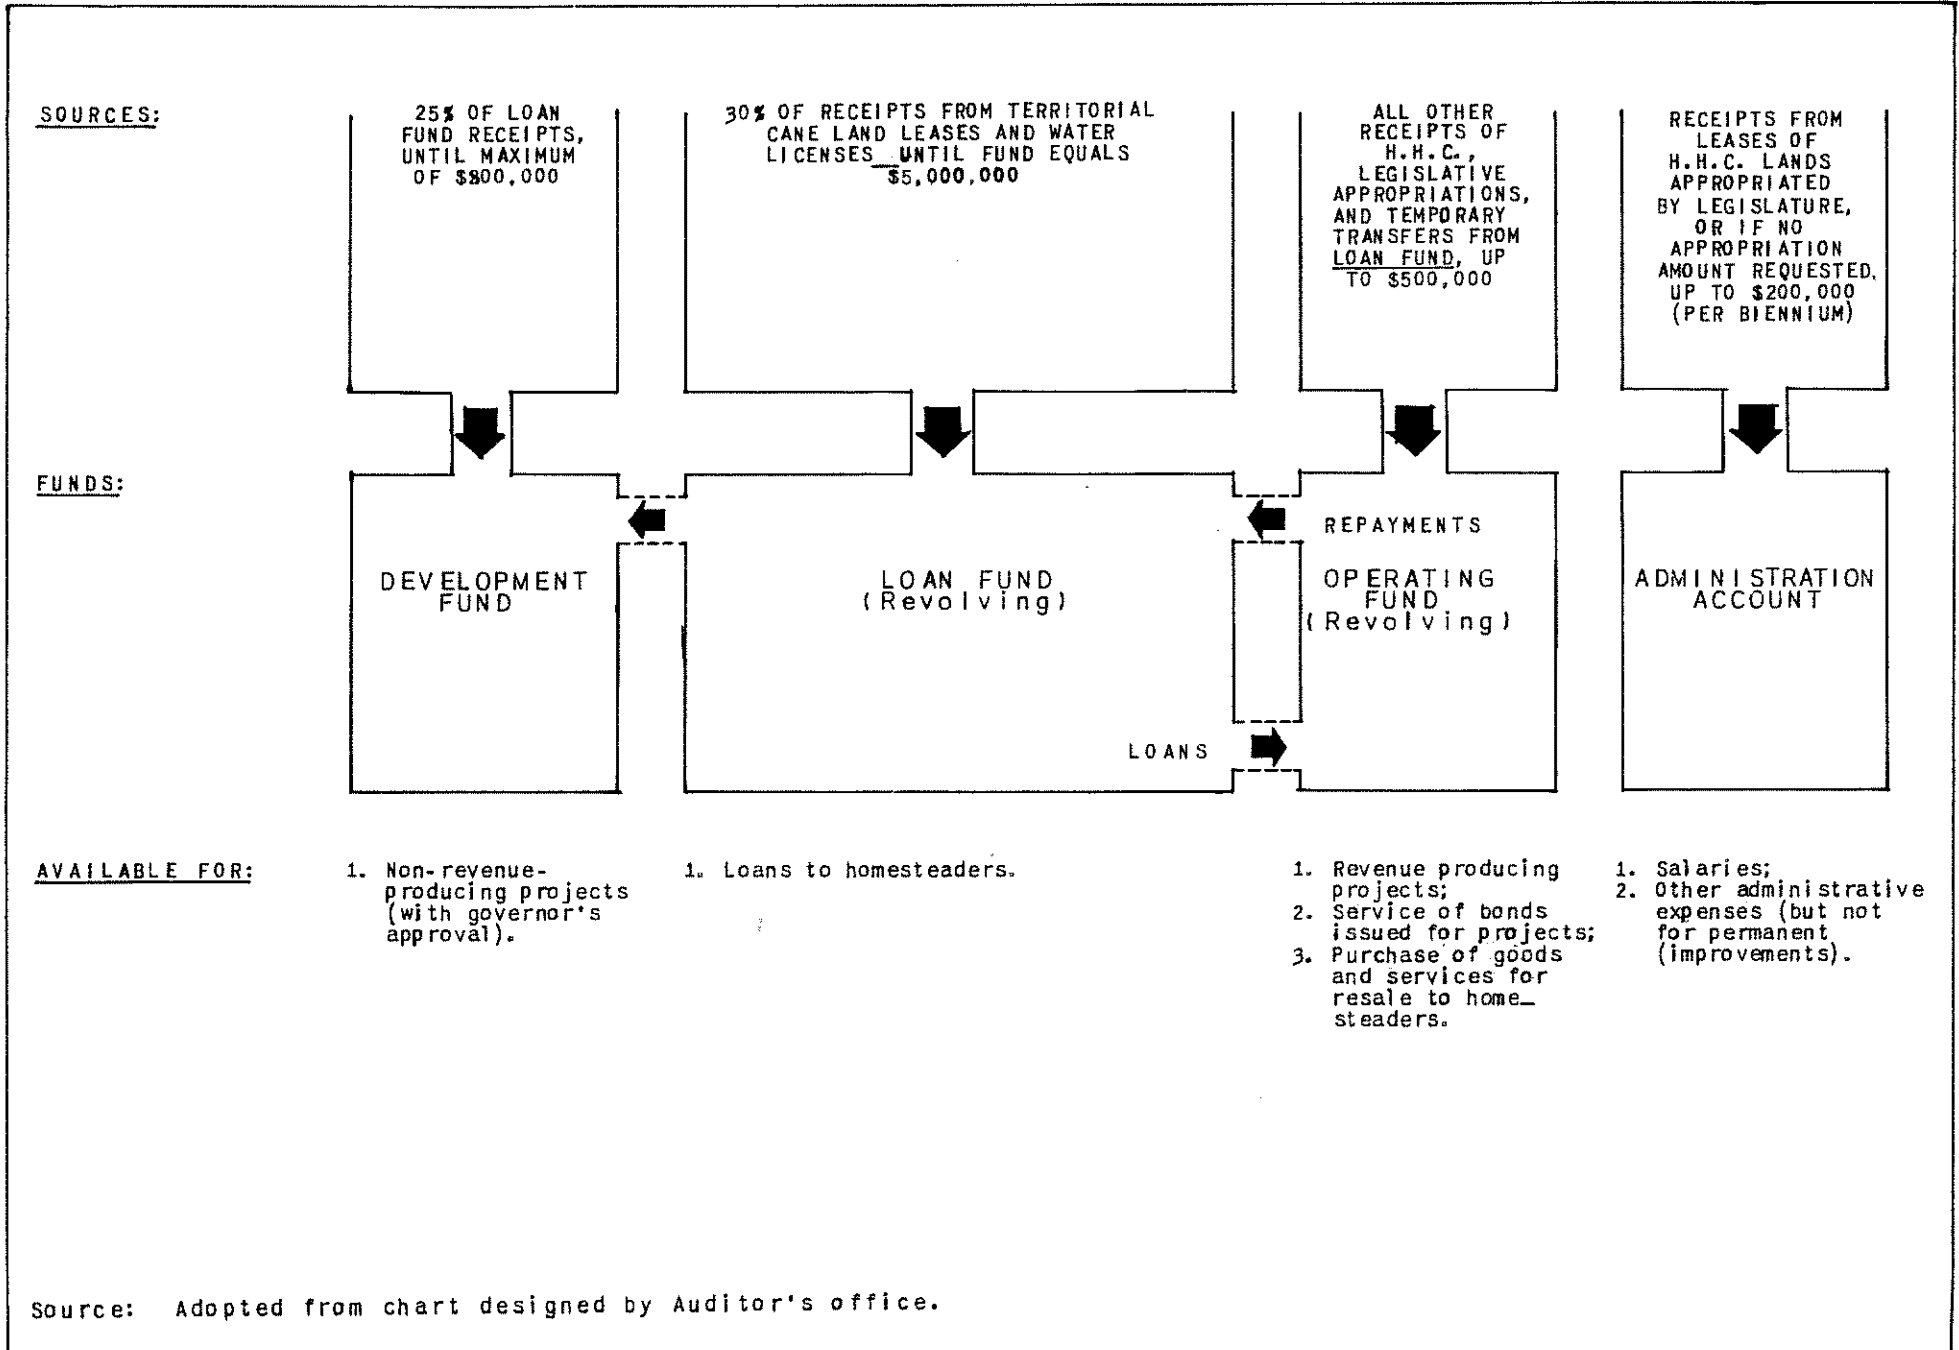 SOURCES:
25% OF LOAN
FUND RECEIPTS,
UNTIL MAXIMUM
OF
30% OF RECEIPTS FROM TERRITORIAL
CANE LAND LEASES AND WATER
LICENSES UNTIL FUND EQUALS
$5,000,000
ALL OTHER
RECEIPTS OF
H.H.C.,
LEGISLATIVE
APPROPRIATIONS,
AND TEMPORARY
TRANSFERS FROM
LOAN FUND, UP
TO $500,000
RECEIPTS FROM
LEASES OF
H.H.C. LANDS
APPROPRIATED
BY LEGISLATURE,
OR IF NO
APPROPRIATION
AMOUNT REQUESTED,
UP TO $200,000
(PER BIENNIUM)
FUNDS:
REPAYMENTS
DEVELOPMENT
FUND
LOAN FUND
(Revolving)
OPERATING
FUND
(Revolving)
ADMINISTRATION
ACCOUNT
LOANS
AVAILABLE FOR:
1. Non-revenue-
producing projects
(with governor's
approval).
1. Loans to homesteaders.
1. Revenue producing
projects;
2. Service of bonds
issued for projects;
3. Purchase of goods
and services for
resale to home-
steaders.
1. Salaries;
2. Other administrative
expenses (but not
for permanent
(improvements).
Source: Adopted from chart designed by Auditor's office.